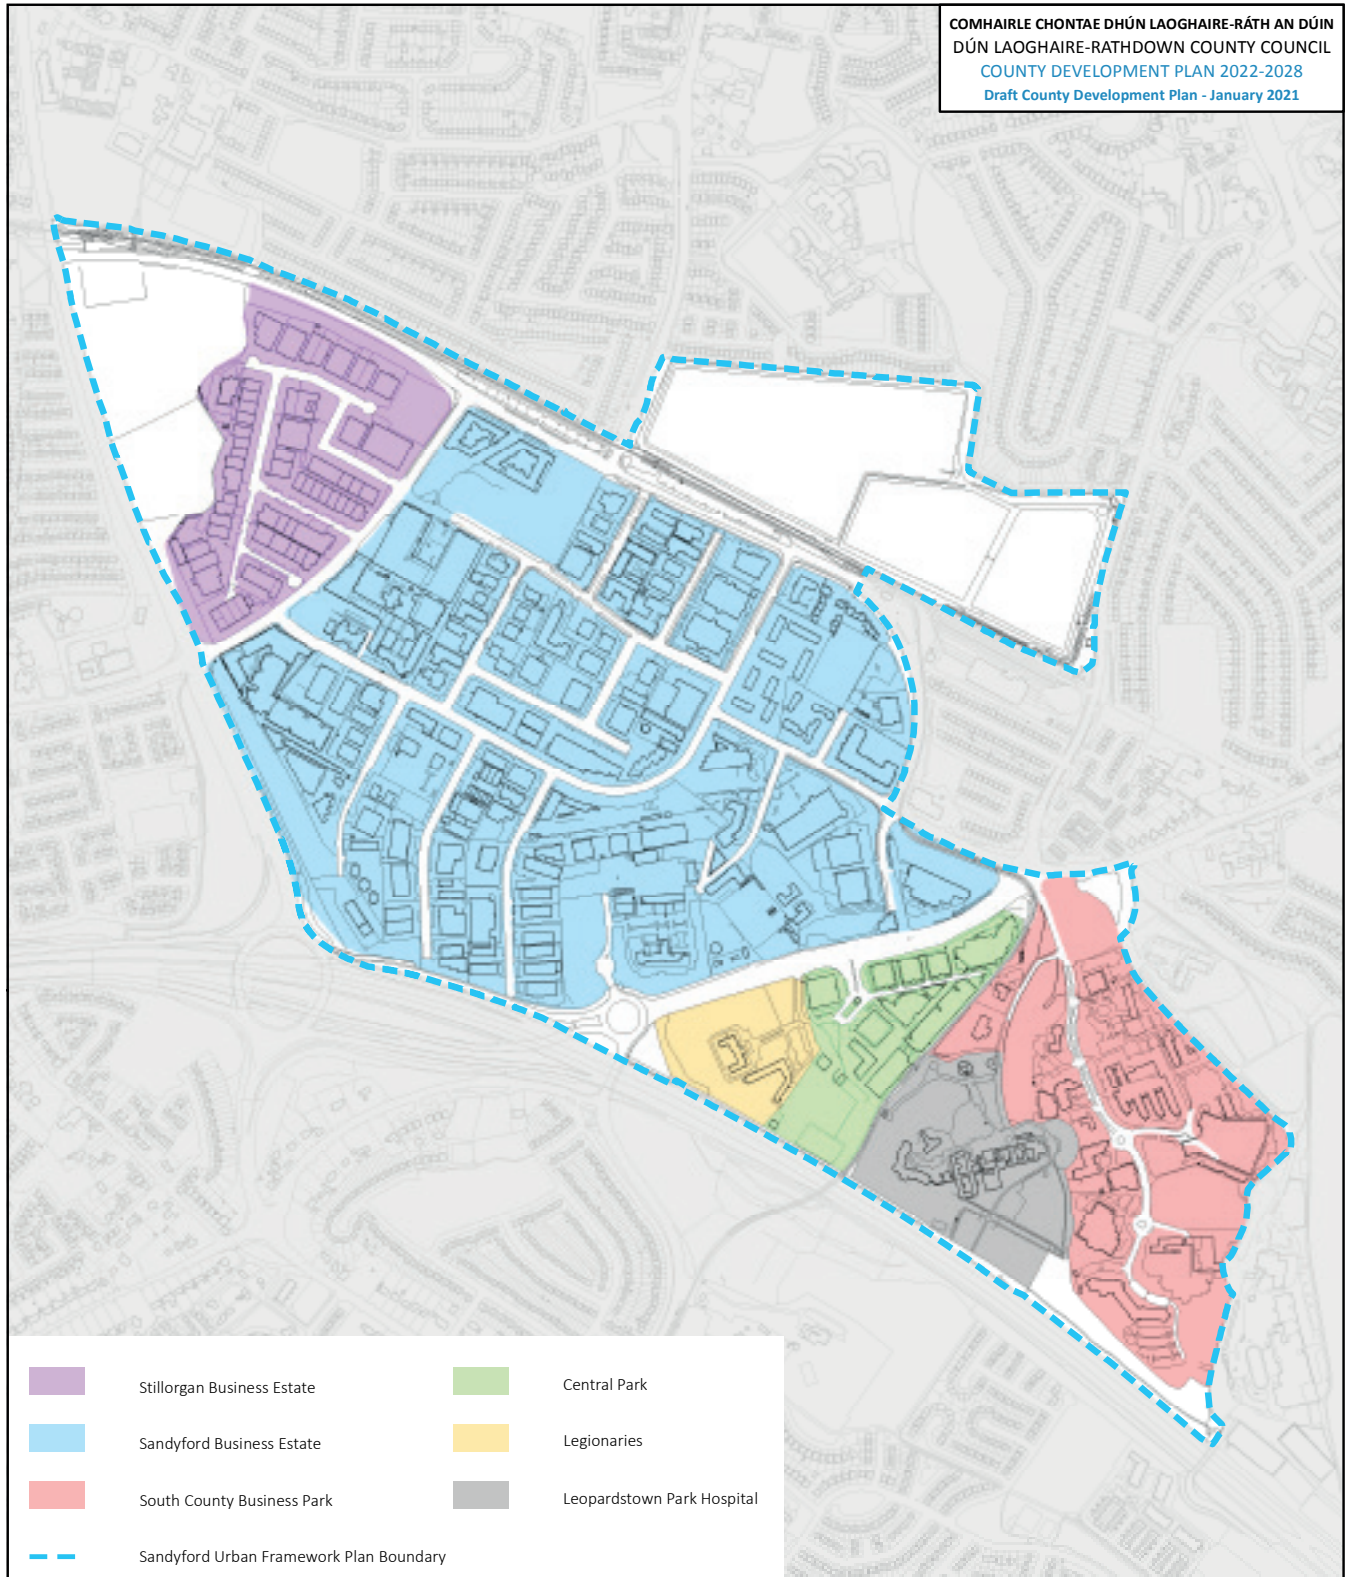 COMHAIRLE CHONTAE DHÚN LAOGHAIRE-RÁTH AN DÚIN
DÚN LAOGHAIRE-RATHDOWN COUNTY COUNCIL
COUNTY DEVELOPMENT PLAN 2022-2028
Draft County Development Plan - January 2021
Stillorgan Business Estate
Sandyford Business Estate
South County Business Park
Sandyford Urban Framework Plan Boundary
Central Park
Legionaries
Leopardstown Park Hospital